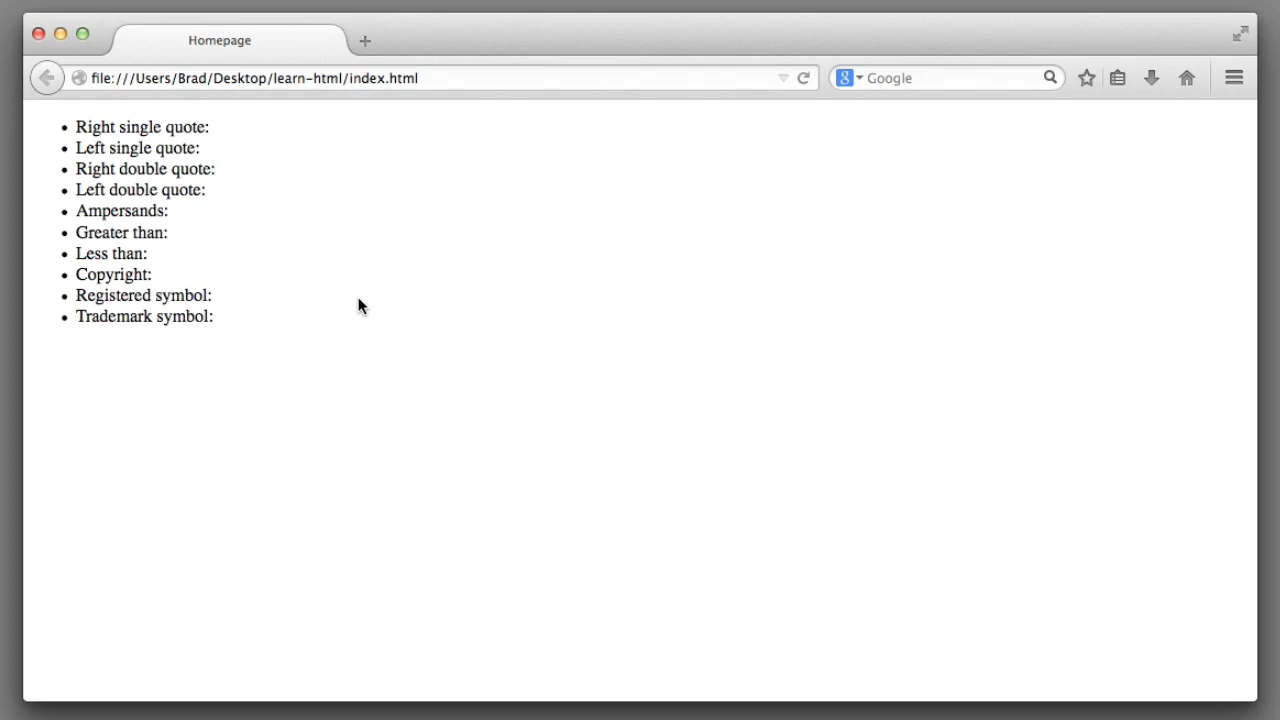 Homepage
file:///Users/Brad/Desktop/learn-html/index.html
8 Google
Right single quote:
Left single quote:
Right double quote:
Left double quote:
Ampersands:
Greater than:
Less than:
Copyright:
Registered symbol:
Trademark symbol: